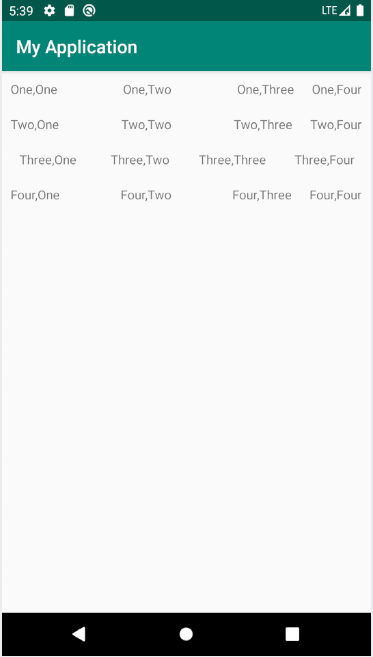 5:39 LTE
My Application
One,One One,Two One,Three One,Four
Two,One Two,Two Two,Three Two,Four
Three,One Three,Two Three,Three Three,Four
Four,One Four,Two Four,Three Four,Four